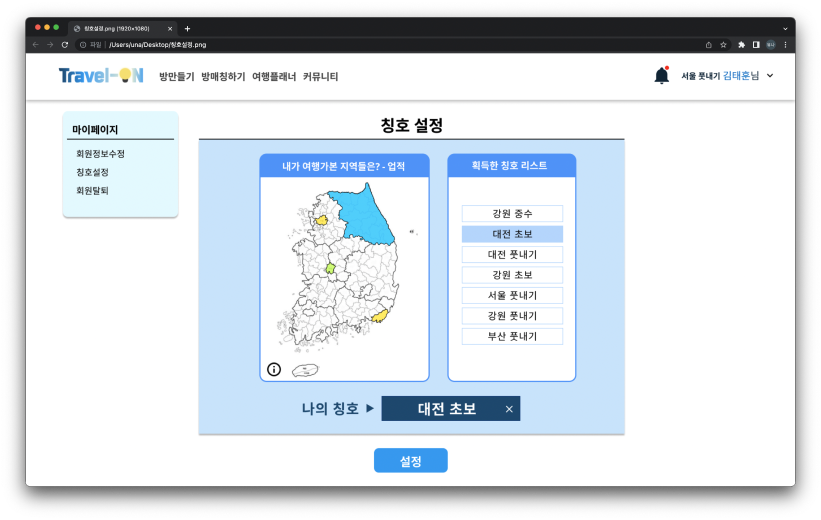 칭호설정.png (1920×1080)
파일 /Users/una/Desktop/칭호설정.png
Travel-ON 방만들기 방매칭하기 여행플래너 커뮤니티 서울 풋내기 김태훈님
마이페이지
회원정보수정
칭호설정
회원탈퇴
칭호 설정
내가 여행가본 지역들은? - 업적
획득한 칭호 리스트
강원 중수
대전 초보
대전 풋내기
강원 초보
서울 풋내기
강원 풋내기
부산 풋내기
나의 칭호 ▶ 대전 초보 ×
설정